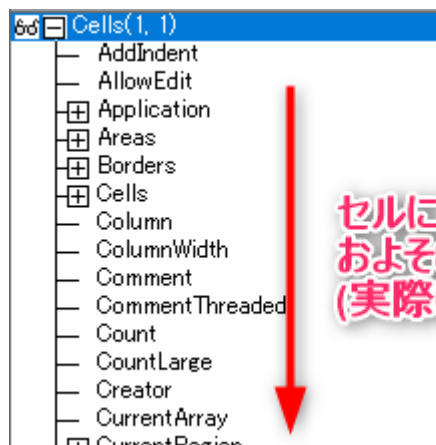 Cells(1, 1)
AddIndent
AllowEdit
Application
Areas
Borders
Cells
Column
ColumnWidth
Comment
CommentThreaded
Count
CountLarge
Creator
CurrentArray
CurrentRegion
セルに
およそ
(実際